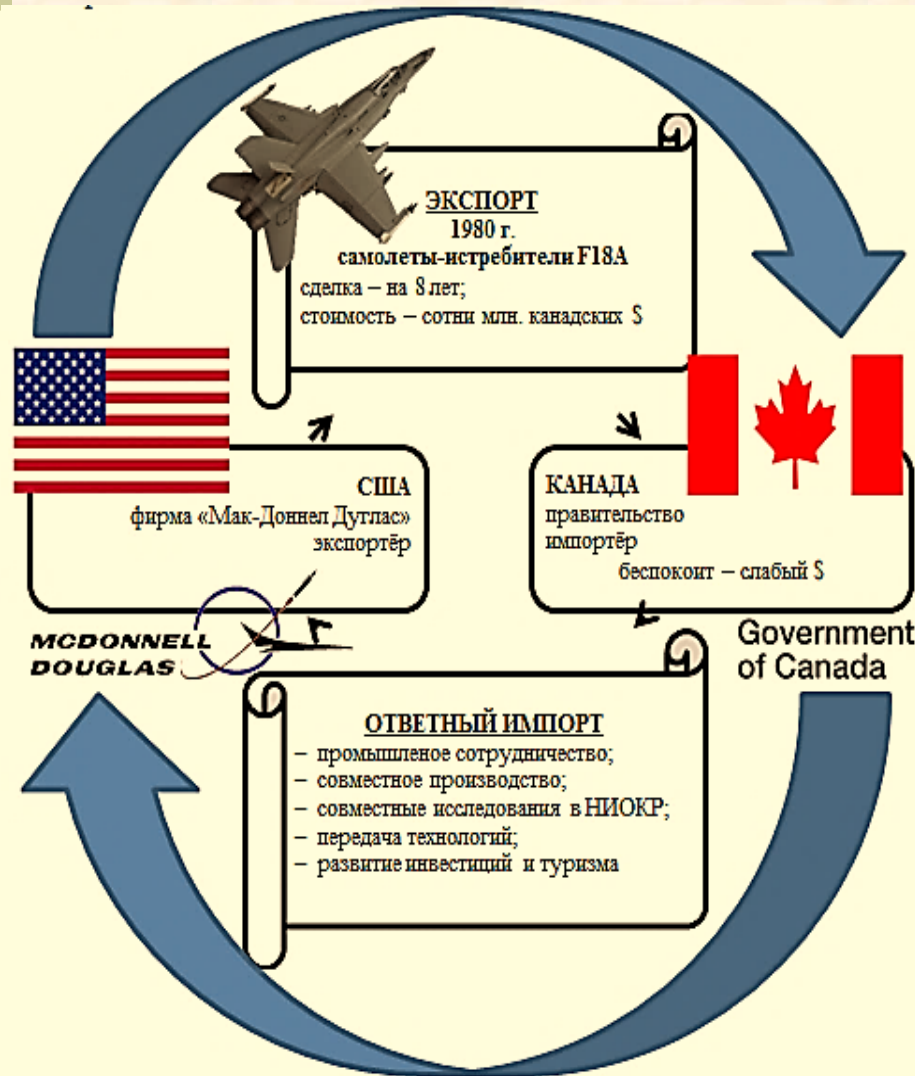 ЭКСПОРТ
1980 г.
самолеты-истребители F18A
сделка – на 8 лет;
стоимость – сотни млн. канадских $
США
фирма «Мак-Доннел Дуглас»
экспортёр
КАНАДА
правительство
импортёр
беспокоит – слабый $
MCDONNELL
DOUGLAS
Government
of Canada
ОТВЕТНЫЙ ИМПОРТ
– промышленое сотрудничество;
– совместное производство;
– совместные исследования в НИОКР;
– передача технологий;
– развитие инвестиций и туризма